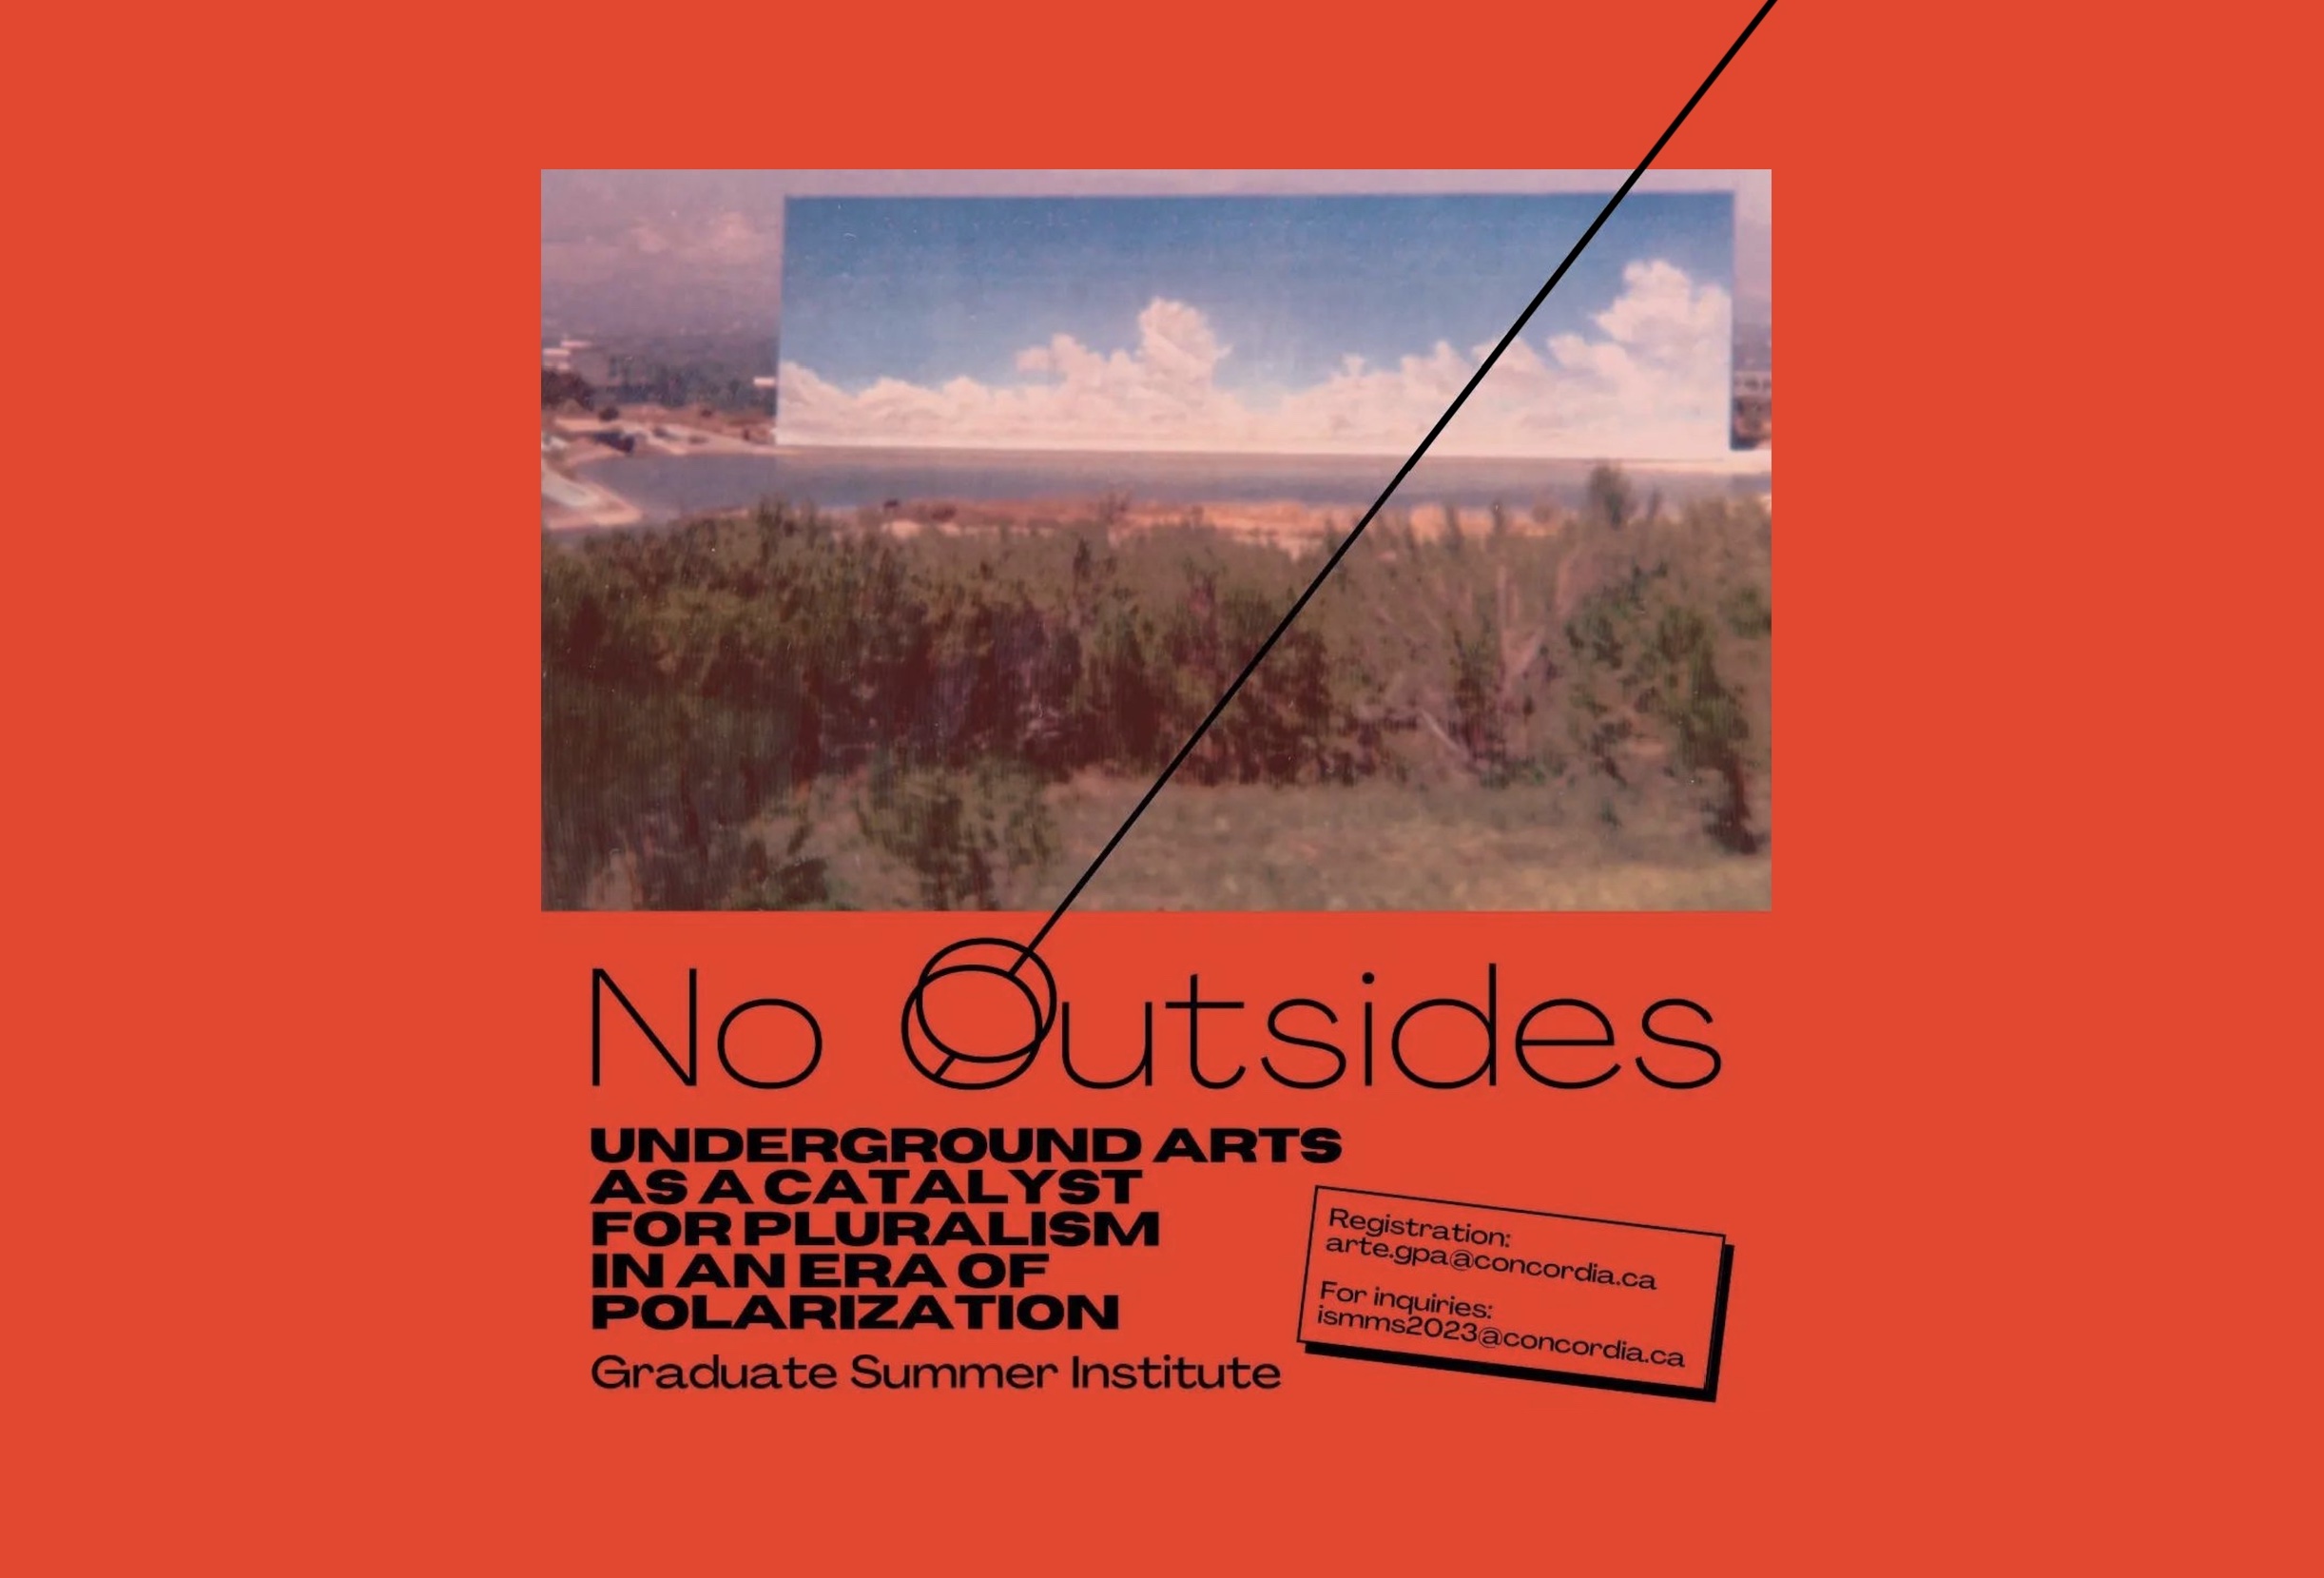 No Outsides
UNDERGROUND ARTS
AS A CATALYST
FOR PLURALISM
IN AN ERA OF
POLARIZATION
Graduate Summer Institute
Registration:
arte.gpa@concordia.ca
For inquiries:
ismms2023@concordia.ca